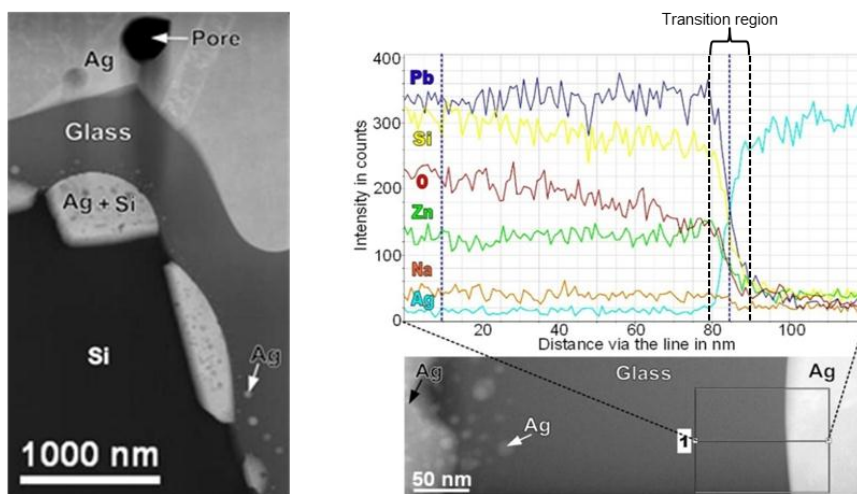 Pore
Ag
Glass
Ag + Si
Si
Ag
1000 nm
Transition region
400
300
200
100
0
Intensity in counts
Pb
Si
O
Zn
Na
Ag
20 40 60 80 100
Distance via the line in nm
Ag
Glass
Ag
Ag
1
50 nm